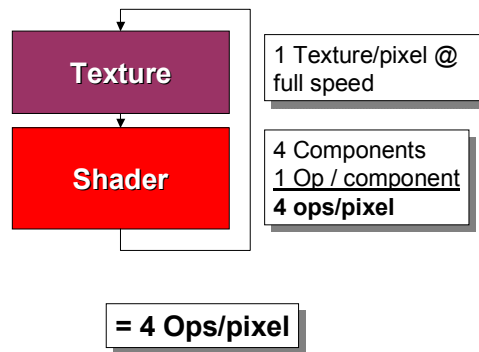 Texture
1 Texture/pixel @
full speed
Shader
4 Components
1 Op / component
4 ops/pixel
= 4 Ops/pixel